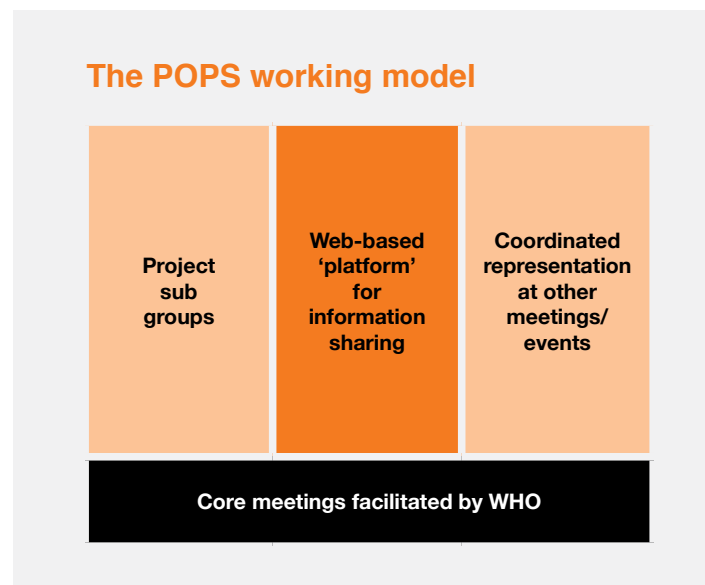 The POPS working model
Project
sub
groups
Web-based
‘platform’
for
information
sharing
Coordinated
representation
at other
meetings/
events
Core meetings facilitated by WHO